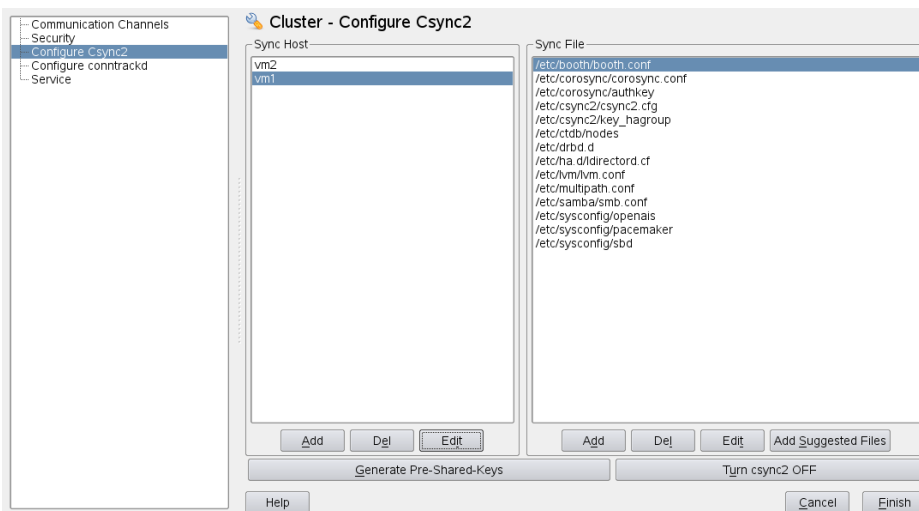 Communication Channels
Security
Configure Csync2
Configure conntrackd
Service
Cluster - Configure Csync2
Sync Host
vm2
vm1
Add Del Edit
Sync File
/etc/booth/booth.conf
/etc/corosync/corosync.conf
/etc/corosync/authkey
/etc/csync2/csync2.cfg
/etc/csync2/key_hagroup
/etc/ctdb/nodes
/etc/drbd.d
/etc/ha.d/ldirectord.cf
/etc/lvm/lvm.conf
/etc/multipath.conf
/etc/samba/smb.conf
/etc/sysconfig/openais
/etc/sysconfig/pacemaker
/etc/sysconfig/sbd
Add Del Edit Add Suggested Files
Generate Pre-Shared-Keys Turn csync2 OFF
Help Cancel Finish